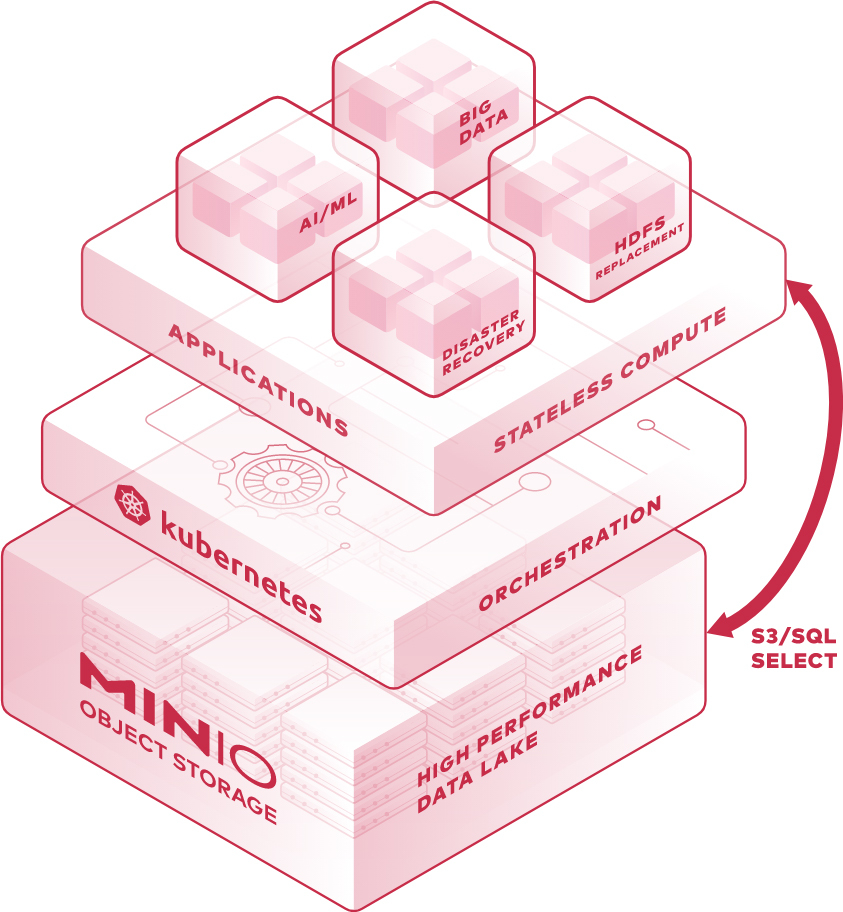 BIG
DATA
AI/ML
HDFS
REPLACEMENT
DISASTER
RECOVERY
APPLICATIONS
STATELESS COMPUTE
kubernetes
ORCHESTRATION
S3/SQL
SELECT
MINIO
OBJECT STORAGE
HIGH PERFORMANCE
DATA LAKE